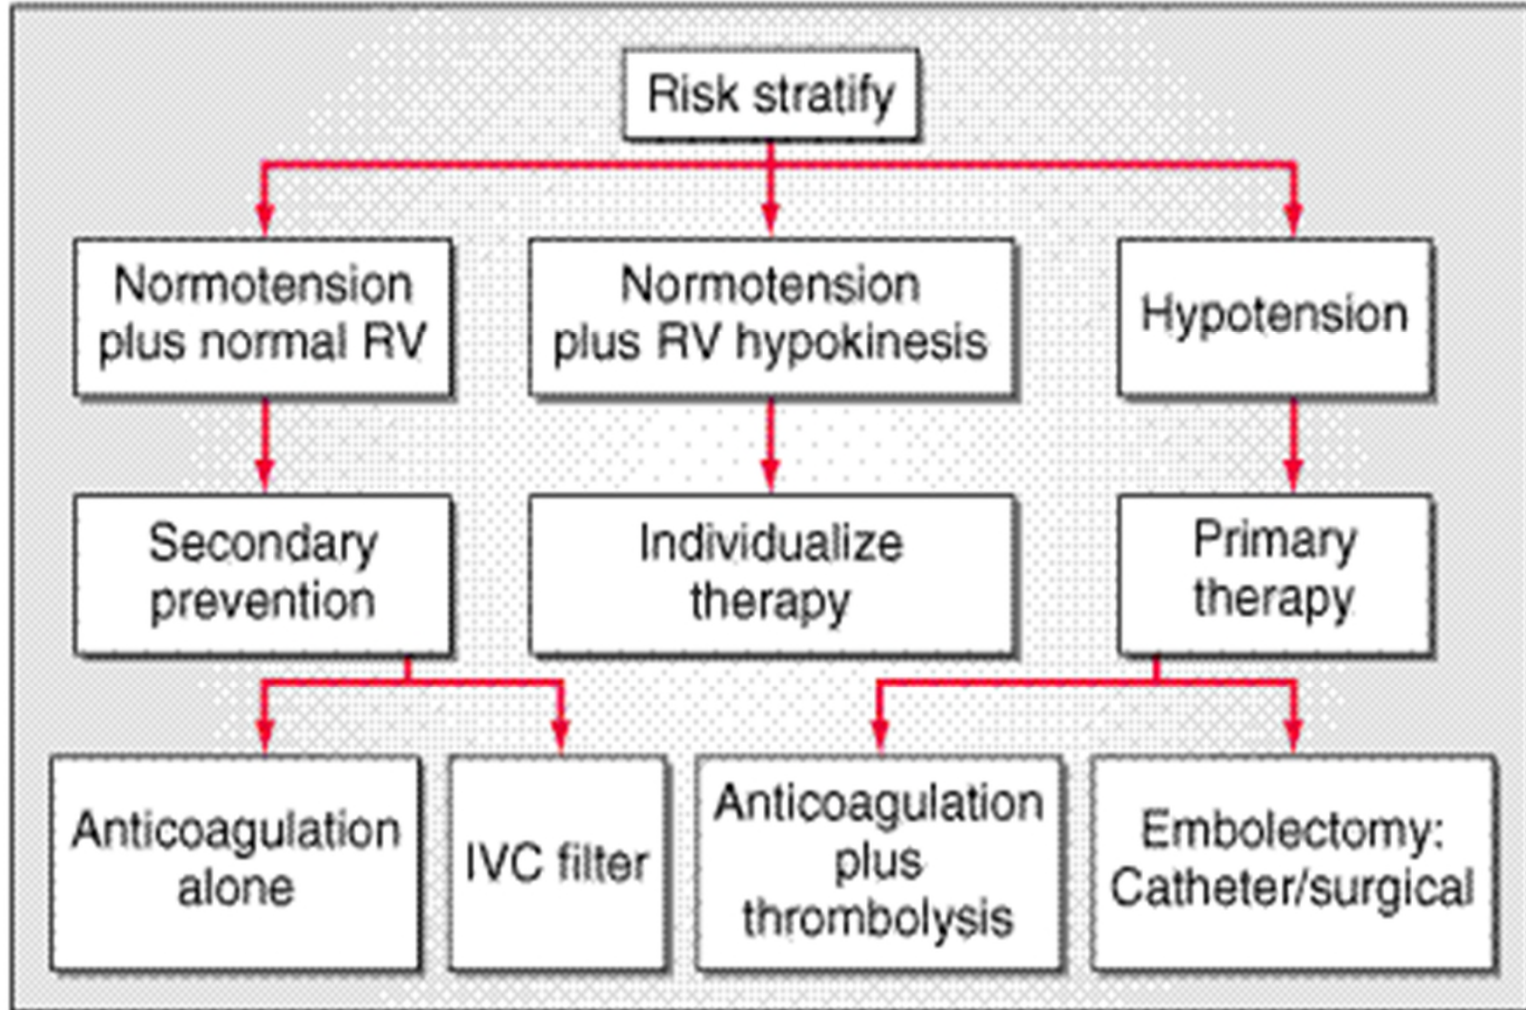 Risk stratify
Normotension
plus normal RV
Normotension
plus RV hypokinesis
Hypotension
Secondary
prevention
Individualize
therapy
Primary
therapy
Anticoagulation
alone
IVC filter
Anticoagulation
plus
thrombolysis
Embolectomy:
Catheter/surgical